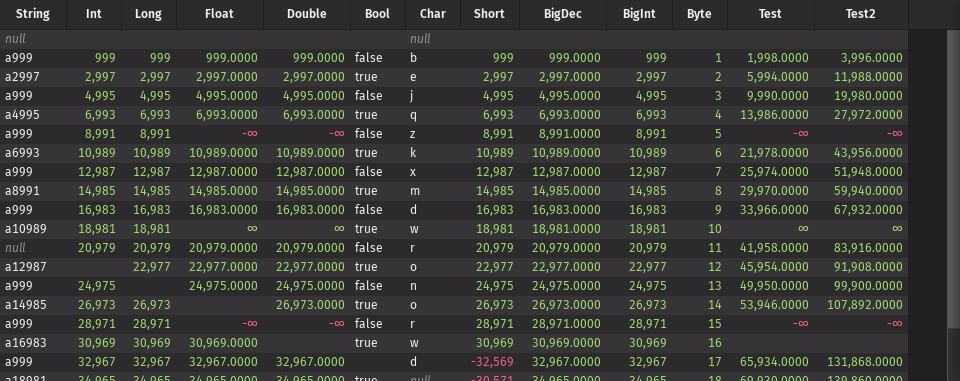 String Int Long Float Double Bool Char Short BigDec BigInt Byte Test Test2
null null
a999 999 999 999.0000 999.0000 false b 999 999.0000 999 1 1,998.0000 3,996.0000
a2997 2,997 2,997 2,997.0000 2,997.0000 true e 2,997 2,997.0000 2,997 2 5,994.0000 11,988.0000
a999 4,995 4,995 4,995.0000 4,995.0000 false j 4,995 4,995.0000 4,995 3 9,990.0000 19,980.0000
a4995 6,993 6,993 6,993.0000 6,993.0000 true q 6,993 6,993.0000 6,993 4 13,986.0000 27,972.0000
a999 8,991 8,991 -∞ -∞ false z 8,991 8,991.0000 8,991 5 -∞ -∞
a6993 10,989 10,989 10,989.0000 10,989.0000 true k 10,989 10,989.0000 10,989 6 21,978.0000 43,956.0000
a999 12,987 12,987 12,987.0000 12,987.0000 false x 12,987 12,987.0000 12,987 7 25,974.0000 51,948.0000
a8991 14,985 14,985 14,985.0000 14,985.0000 true m 14,985 14,985.0000 14,985 8 29,970.0000 59,940.0000
a999 16,983 16,983 16,983.0000 16,983.0000 false d 16,983 16,983.0000 16,983 9 33,966.0000 67,932.0000
a10989 18,981 18,981 ∞ ∞ true w 18,981 18,981.0000 18,981 10 ∞ ∞
null 20,979 20,979 20,979.0000 20,979.0000 false r 20,979 20,979.0000 20,979 11 41,958.0000 83,916.0000
a12987 22,977 22,977.0000 22,977.0000 true o 22,977 22,977.0000 22,977 12 45,954.0000 91,908.0000
a999 24,975 24,975.0000 24,975.0000 false n 24,975 24,975.0000 24,975 13 49,950.0000 99,900.0000
a14985 26,973 26,973 26,973.0000 true o 26,973 26,973.0000 26,973 14 53,946.0000 107,892.0000
a999 28,971 28,971 -∞ -∞ false r 28,971 28,971.0000 28,971 15 -∞ -∞
a16983 30,969 30,969 30,969.0000 true w 30,969 30,969.0000 30,969 16
a999 32,967 32,967 32,967.0000 32,967.0000 d -32,569 32,967.0000 32,967 17 65,934.0000 131,868.0000
a18981 34,965 34,965 34,965.0000 34,965.0000 true null -30,571 34,965.0000 34,965 18 69,930.0000 139,860.0000